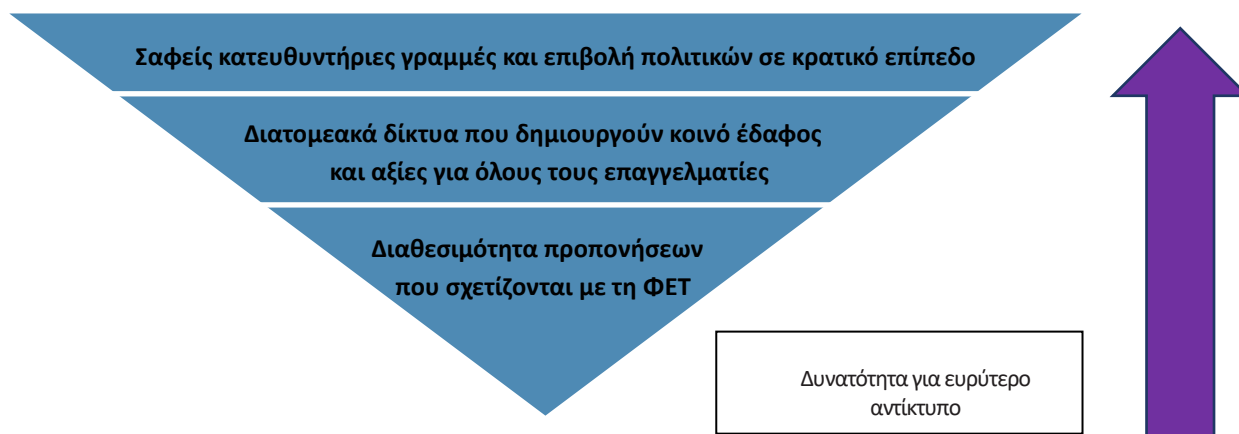 Σαφείς κατευθυντήριες γραμμές και επιβολή πολιτικών σε κρατικό επίπεδο
Διατομεακά δίκτυα που δημιουργούν κοινό έδαφος
και αξίες για όλους τους επαγγελματίες
Διαθεσιμότητα προπονήσεων
που σχετίζονται με τη ΦΕΤ
Δυνατότητα για ευρύτερο
αντίκτυπο